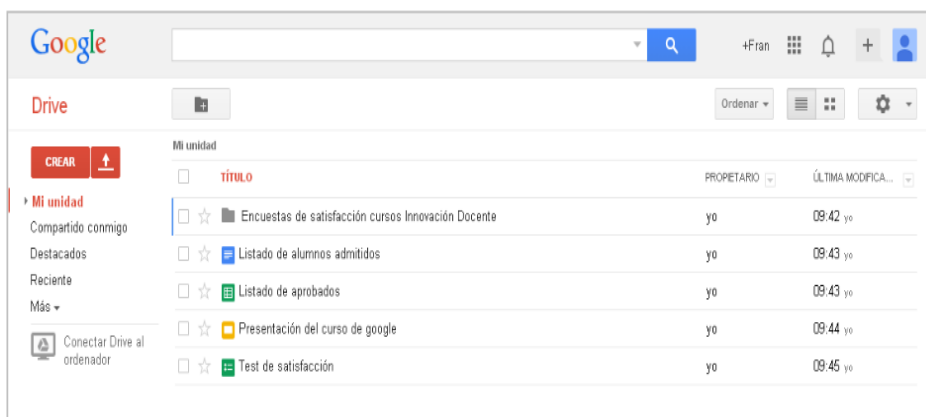 Google
+Fran
Drive
Ordenar
CREAR
Mi unidad
TÍTULO PROPIETARIO ÚLTIMA MODIFICA...
Mi unidad
Compartido conmigo
Destacados
Reciente
Más
Conectar Drive al
ordenador
Encuestas de satisfacción cursos Innovación Docente yo 09:42 yo
Listado de alumnos admitidos yo 09:43 yo
Listado de aprobados yo 09:43 yo
Presentación del curso de google yo 09:44 yo
Test de satisfacción yo 09:45 yo